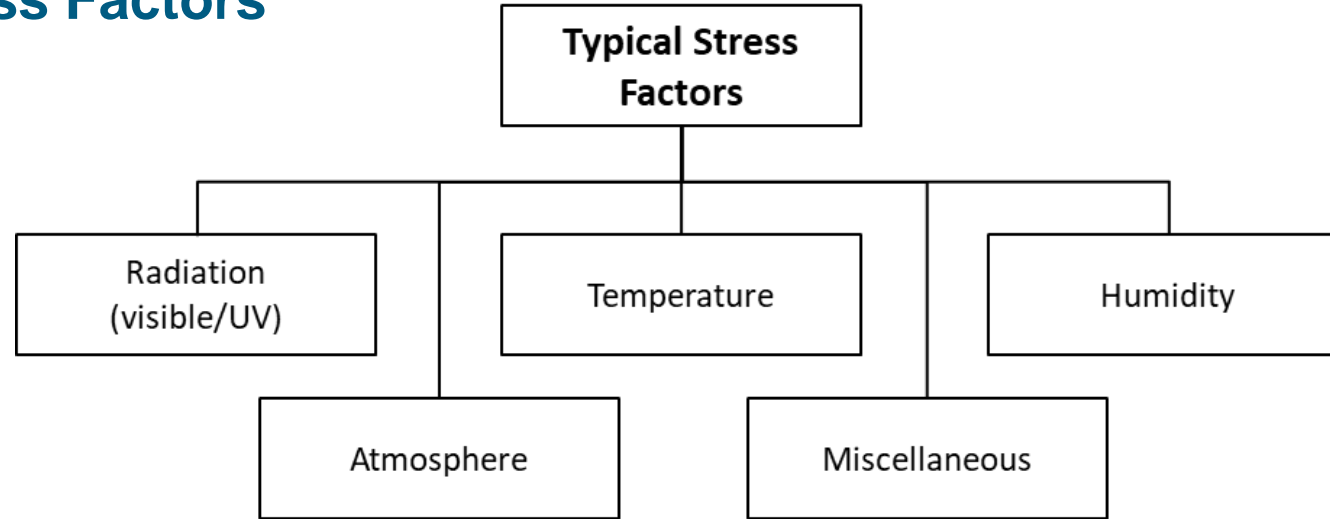 ss Factors
Typical Stress
Factors
Radiation
(visible/UV)
Temperature
Humidity
Atmosphere
Miscellaneous